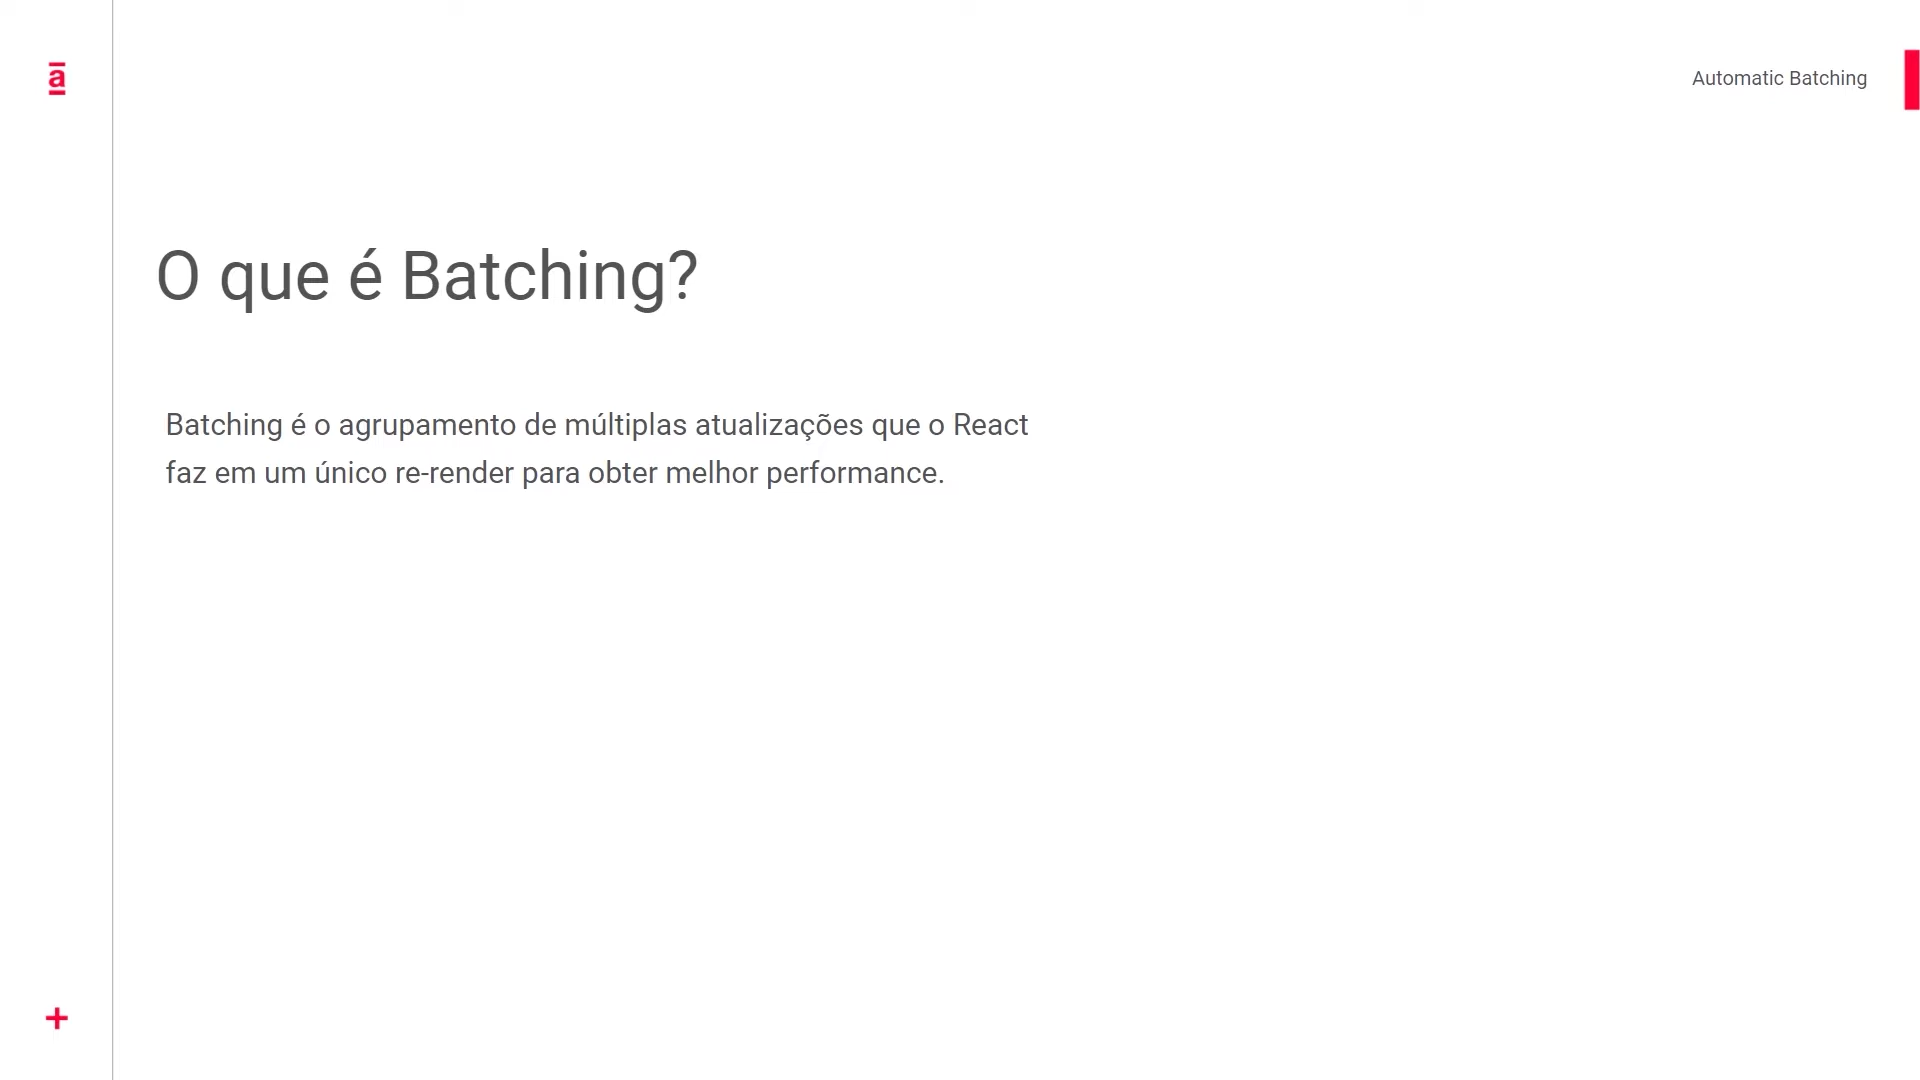 ā
Automatic Batching
O que é Batching?
Batching é o agrupamento de múltiplas atualizações que o React
faz em um único re-render para obter melhor performance.
+